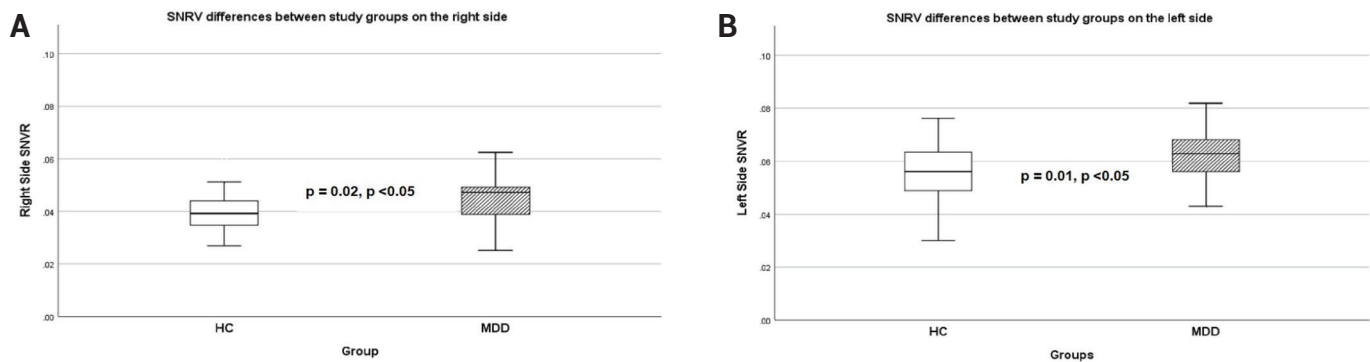 A
SNRV differences between study groups on the right side
Right Side SNVR
.10
.08
.06
.04
.02
.00
p = 0.02, p <0.05
HC
MDD
Group
B
SNRV differences between study groups on the left side
Left Side SNVR
.10
.08
.06
.04
.02
.00
p = 0.01, p <0.05
HC
MDD
Groups